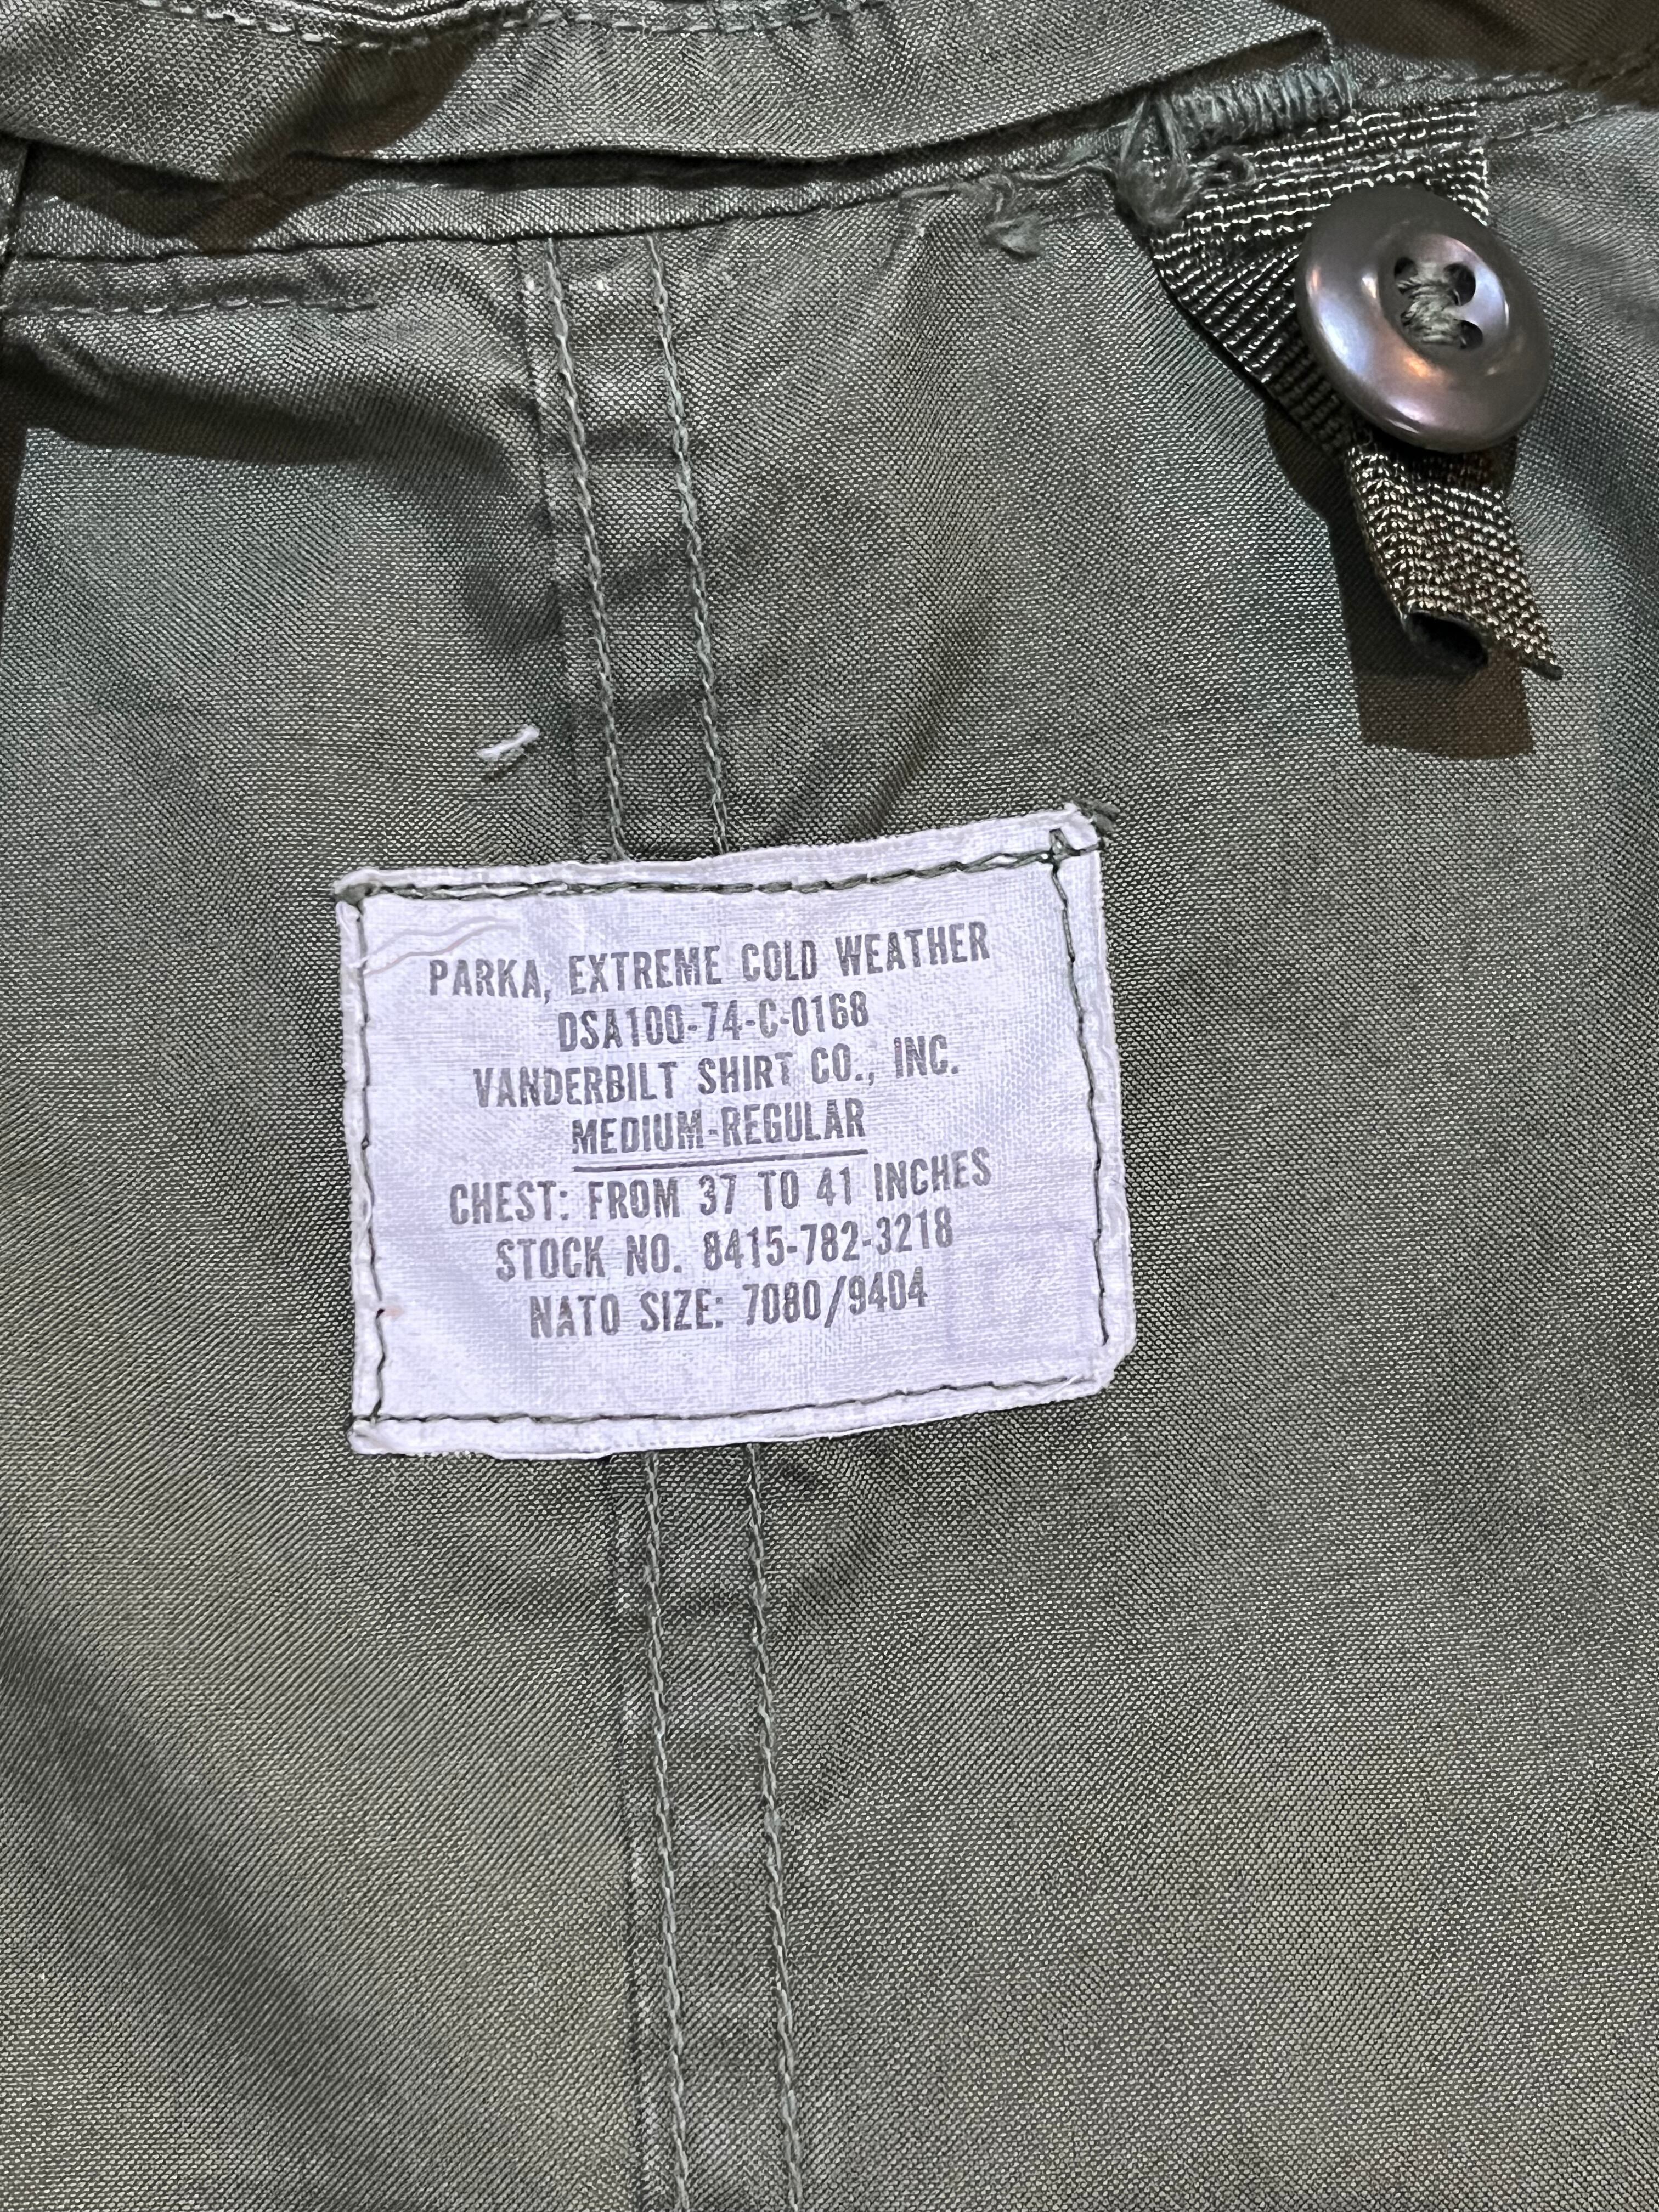 PARKA, EXTREME COLD WEATHER
DSA100-74-C-0168
VANDERBILT SHIRT CO., INC.
MEDIUM-REGULAR
CHEST: FROM 37 TO 41 INCHES
STOCK NO. 8415-782-3218
NATO SIZE: 7080/9404